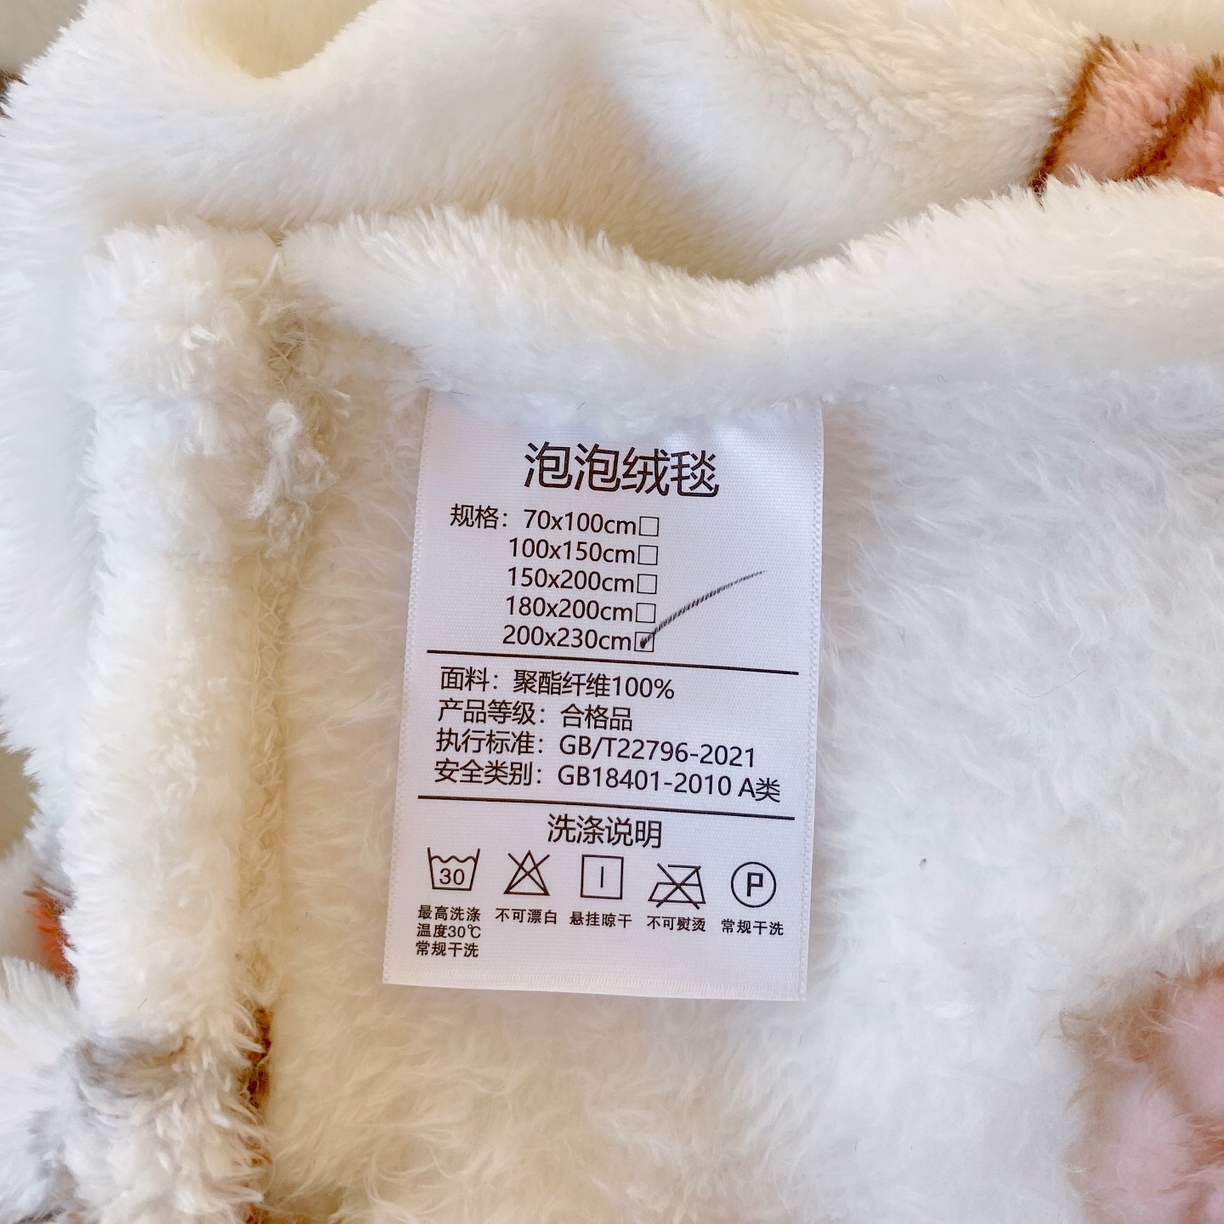 泡泡绒毯
规格：70x100cm□
100x150cm□
150x200cm□
180x200cm□
200x230cm☑
面料：聚酯纤维100%
产品等级：合格品
执行标准：GB/T22796-2021
安全类别：GB18401-2010 A类
洗涤说明
30 P
最高洗涤 不可漂白 悬挂晾干 不可熨烫 常规干洗
温度30℃
常规干洗